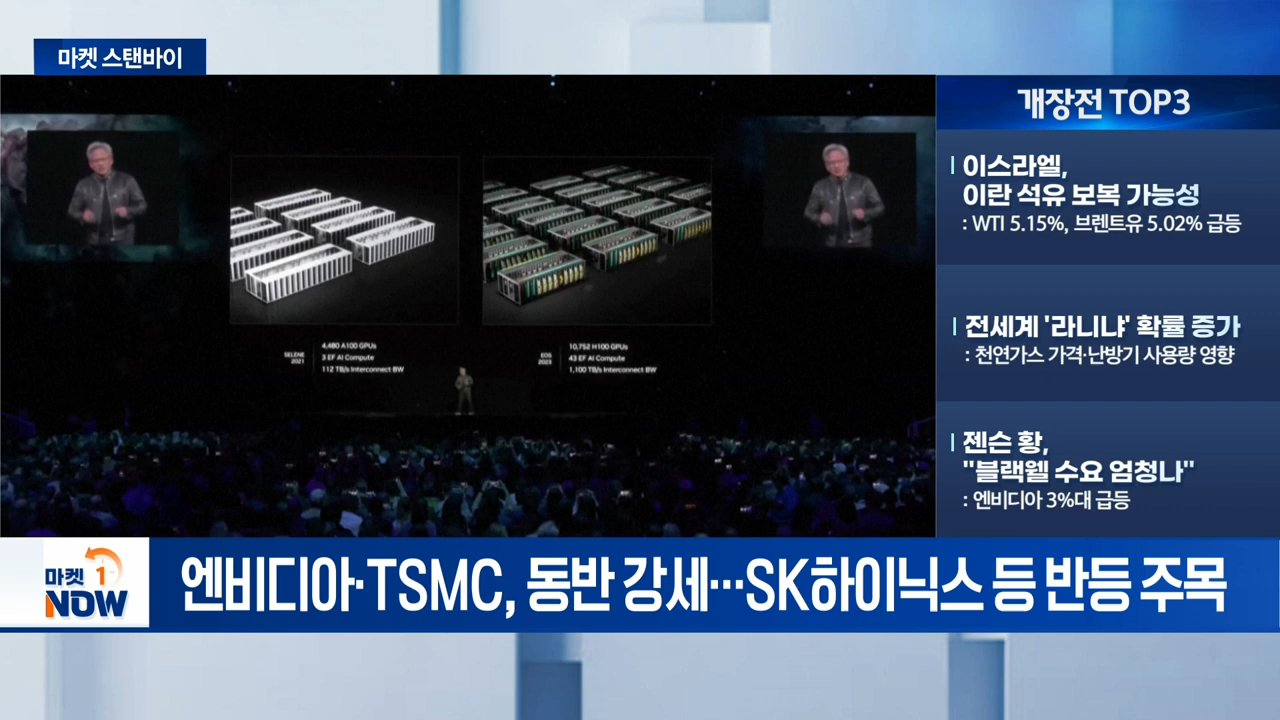 마켓 스탠바이
개장전 TOP3
이스라엘,
이란 석유 보복 가능성
: WTI 5.15%, 브렌트유 5.02% 급등
전세계 '라니냐' 확률 증가
: 천연가스 가격·난방기 사용량 영향
젠슨 황,
"블랙웰 수요 엄청나"
: 엔비디아 3%대 급등
SELENE
2021
4,480 A100 GPUs
3 EF AI Compute
112 TB/s Interconnect BW
EOS
2023
10,752 H100 GPUs
43 EF AI Compute
1,100 TB/s Interconnect BW
마켓 1
NOW
엔비디아·TSMC, 동반 강세…SK하이닉스 등 반등 주목